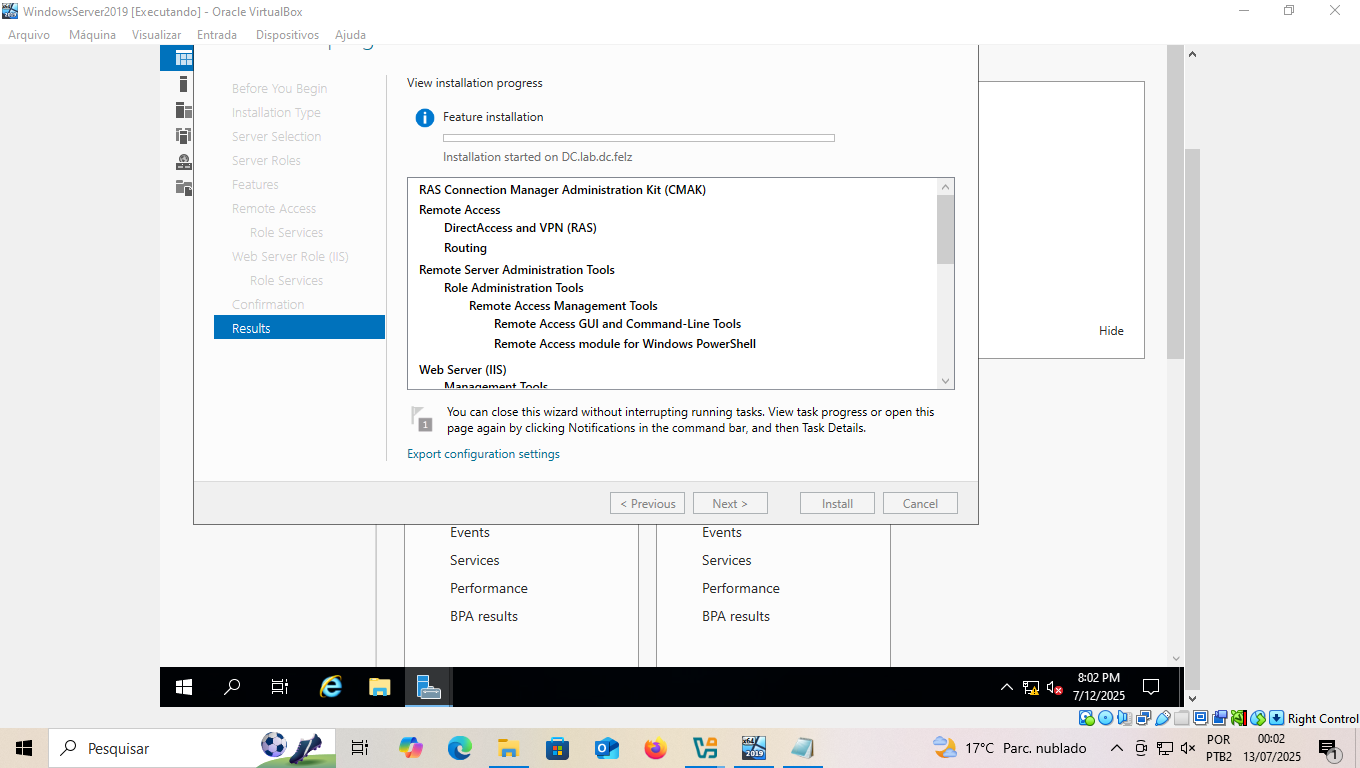 WindowsServer2019 [Executando] - Oracle VirtualBox
Arquivo Máquina Visualizar Entrada Dispositivos Ajuda
Before You Begin
Installation Type
Server Selection
Server Roles
Features
Remote Access
Role Services
Web Server Role (IIS)
Role Services
Confirmation
Results
View installation progress
Feature installation
Installation started on DC.lab.dc.felz
RAS Connection Manager Administration Kit (CMAK)
Remote Access
DirectAccess and VPN (RAS)
Routing
Remote Server Administration Tools
Role Administration Tools
Remote Access Management Tools
Remote Access GUI and Command-Line Tools
Remote Access module for Windows PowerShell
Web Server (IIS)
Management Tools
1
You can close this wizard without interrupting running tasks. View task progress or open this
page again by clicking Notifications in the command bar, and then Task Details.
Export configuration settings
< Previous Next > Install Cancel
Hide
Events
Services
Performance
BPA results
Events
Services
Performance
BPA results
8:02 PM
7/12/2025
Right Control
Pesquisar
x64
2019
17°C Parc. nublado
POR
PTB2
00:02
13/07/2025
1